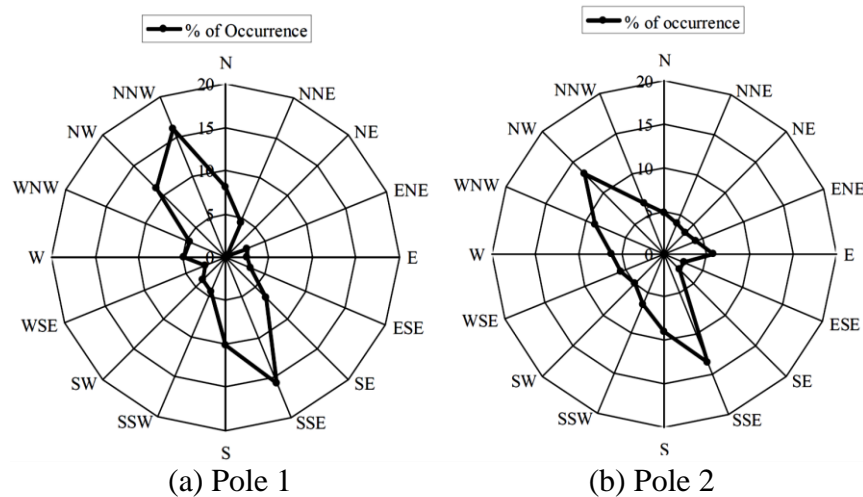 % of Occurrence
N
NNE
NE
ENE
E
ESE
SE
SSE
S
SSW
SW
WSW
W
WNW
NW
NNW
20
15
10
5
0
(a) Pole 1
% of occurrence
N
NNE
NE
ENE
E
ESE
SE
SSE
S
SSW
SW
WSW
W
WNW
NW
NNW
20
15
10
5
0
(b) Pole 2